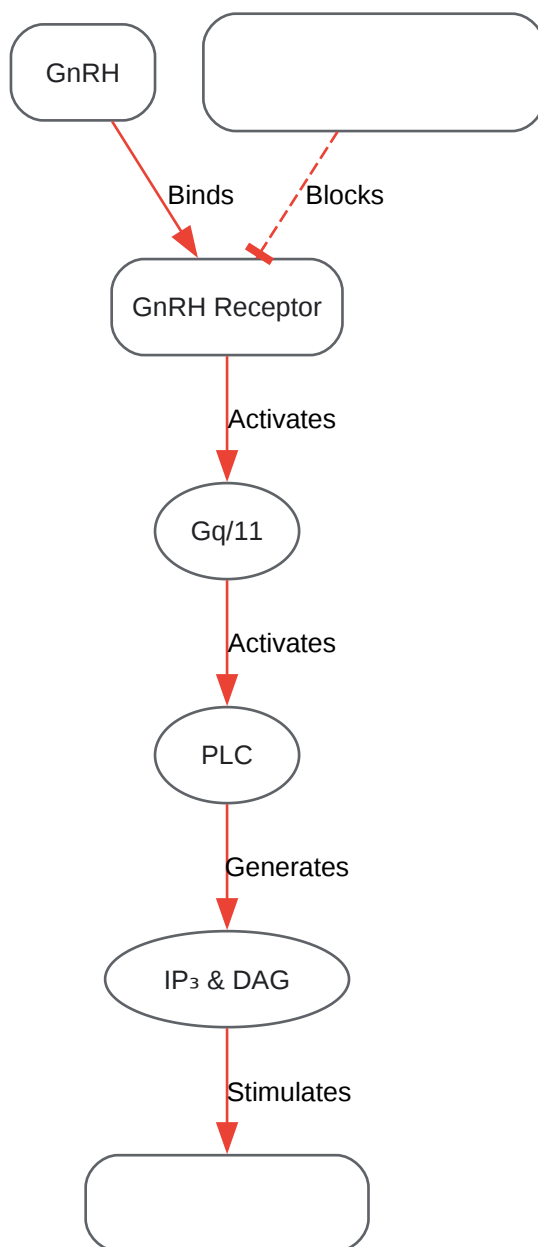 GnRH
Binds
Blocks
GnRH Receptor
Activates
Gq/11
Activates
PLC
Generates
IP₃ & DAG
Stimulates